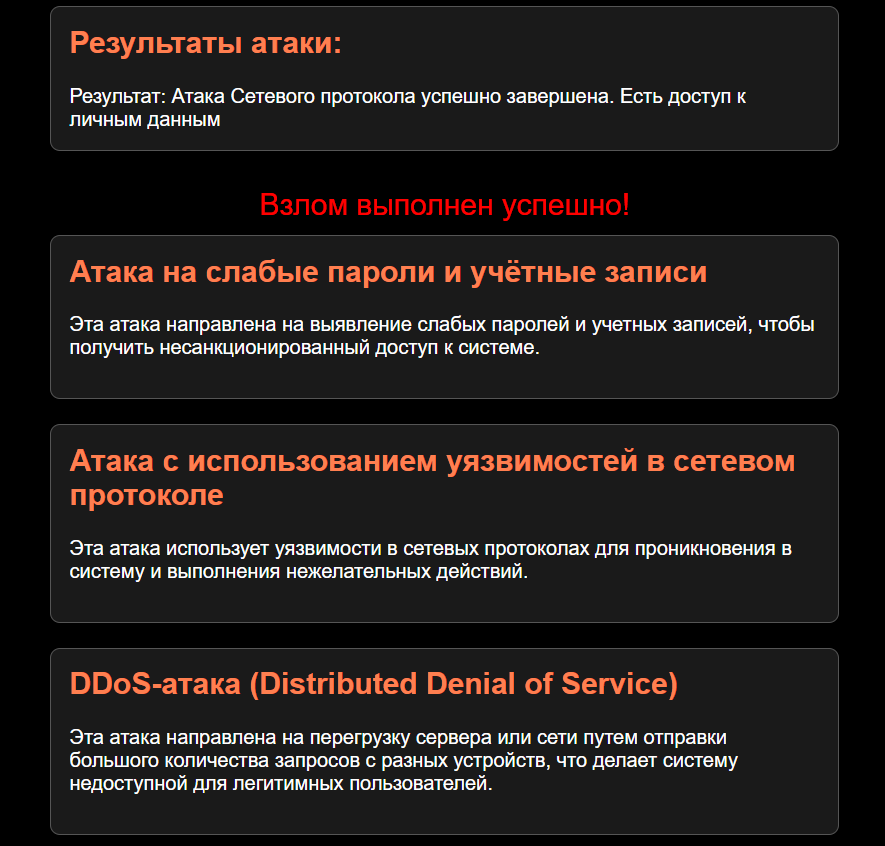 Результаты атаки:
Результат: Атака Сетевого протокола успешно завершена. Есть доступ к
личным данным
Взлом выполнен успешно!
Атака на слабые пароли и учётные записи
Эта атака направлена на выявление слабых паролей и учетных записей, чтобы
получить несанкционированный доступ к системе.
Атака с использованием уязвимостей в сетевом
протоколе
Эта атака использует уязвимости в сетевых протоколах для проникновения в
систему и выполнения нежелательных действий.
DDoS-атака (Distributed Denial of Service)
Эта атака направлена на перегрузку сервера или сети путем отправки
большого количества запросов с разных устройств, что делает систему
недоступной для легитимных пользователей.